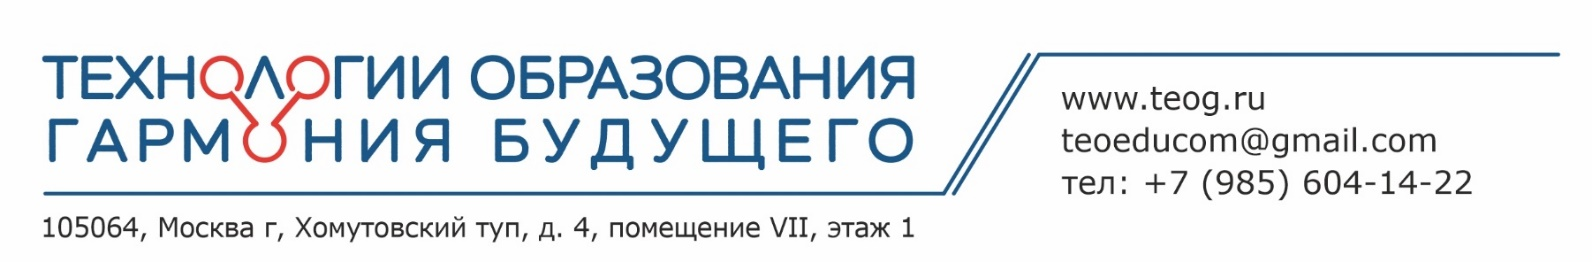 ТЕХНОЛОГИИ ОБРАЗОВАНИЯ
ГАРМОНИЯ БУДУЩЕГО
105064, Москва г, Хомутовский туп, д. 4, помещение VII, этаж 1
www.teog.ru
teoeducom@gmail.com
тел: +7 (985) 604-14-22